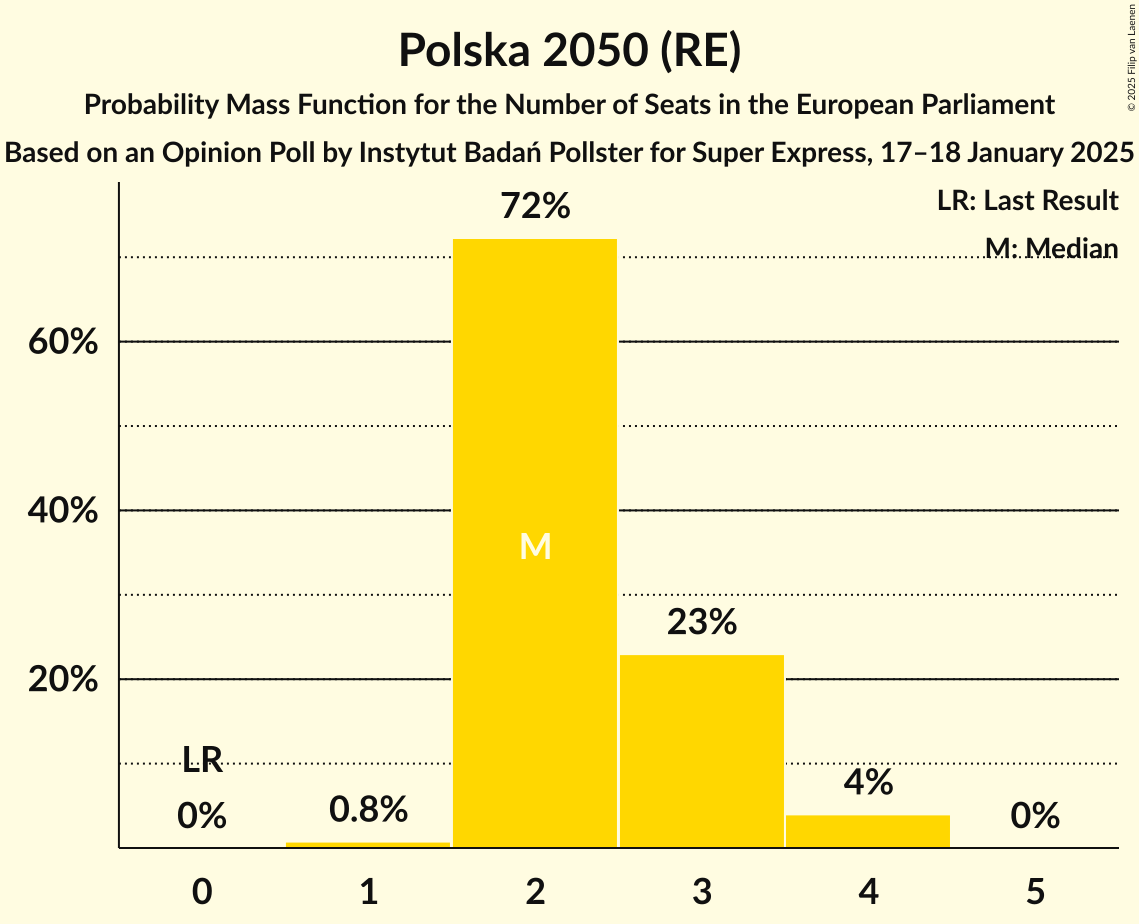 Polska 2050 (RE)
Probability Mass Function for the Number of Seats in the European Parliament
Based on an Opinion Poll by Instytut Badań Pollster for Super Express, 17–18 January 2025
© 2025 Filip van Laenen
LR: Last Result
M: Median
72%
60%
40%
M
23%
20%
LR
0%
0.8%
4%
0%
0 1 2 3 4 5